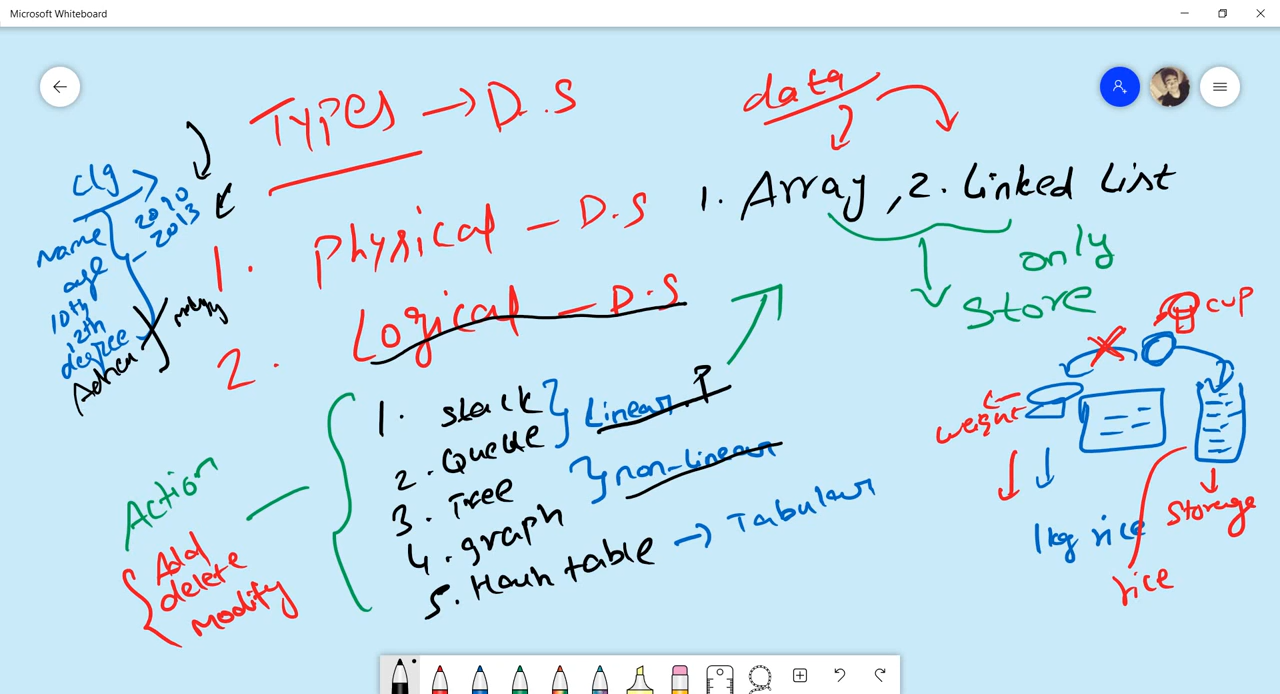 Microsoft Whiteboard
Types → D.S
data
clg
2010
- 2013
name
age
10th
12th
degree
1. Physical - D.S
1. Array, 2. Linked List
only
store
2. Logical - D.S
cup
1. Stack
2. Queue
Linear
3. Tree
non-Linear
4. graph
5. Hash table → Tabular
Action
Add
delete
modify
weight
1kg rice
Storage
rice